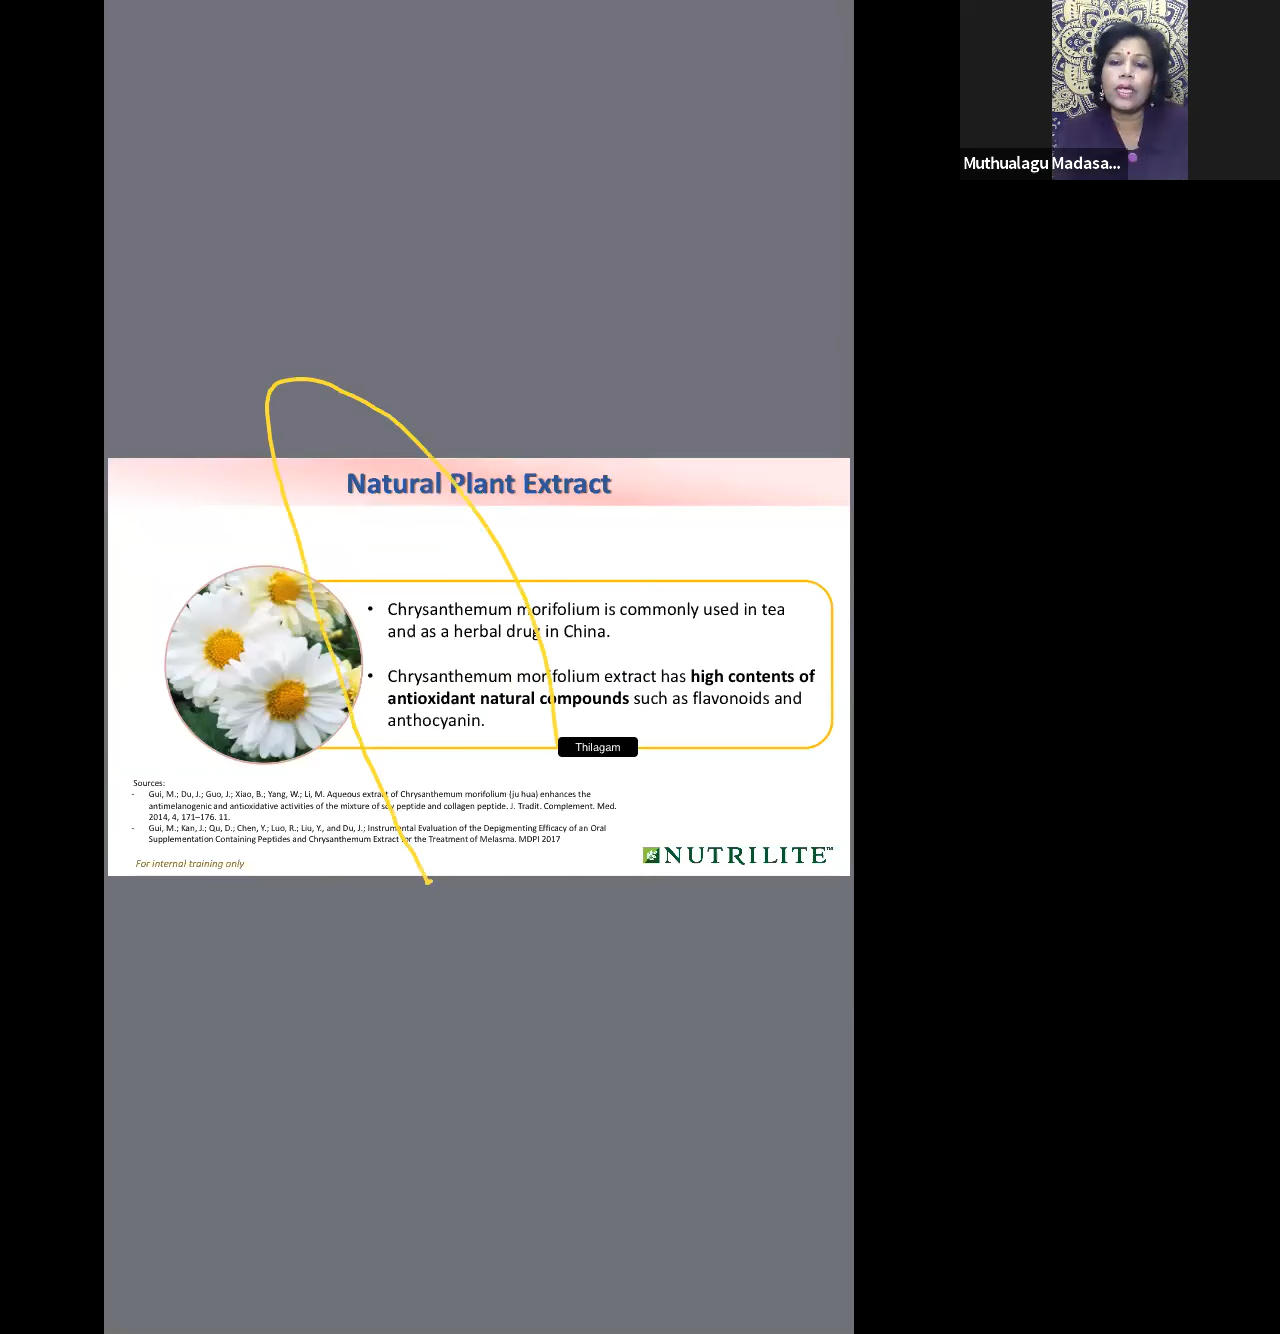 Muthualagu Madasa...
Natural Plant Extract
• Chrysanthemum morifolium is commonly used in tea
and as a herbal drug in China.
• Chrysanthemum morifolium extract has high contents of
antioxidant natural compounds such as flavonoids and
anthocyanin.
Thilagam
Sources:
- Gui, M.; Du, J.; Guo, J.; Xiao, B.; Yang, W.; Li, M. Aqueous extract of Chrysanthemum morifolium (ju hua) enhances the
antimelanogenic and antioxidative activities of the mixture of soy peptide and collagen peptide. J. Tradit. Complement. Med.
2014, 4, 171–176. 11.
- Gui, M.; Kan, J.; Qu, D.; Chen, Y.; Luo, R.; Liu, Y., and Du, J.; Instrumental Evaluation of the Depigmenting Efficacy of an Oral
Supplementation Containing Peptides and Chrysanthemum Extract for the Treatment of Melasma. MDPI 2017
For internal training only
NUTRILITE™